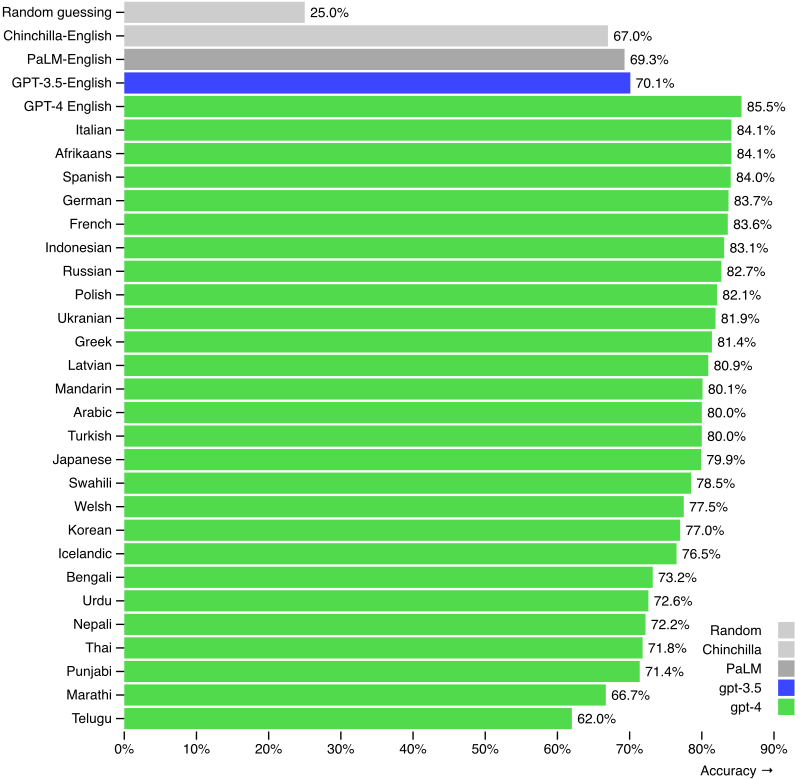 Random guessing 25.0%
Chinchilla-English 67.0%
PaLM-English 69.3%
GPT-3.5-English 70.1%
GPT-4 English 85.5%
Italian 84.1%
Afrikaans 84.1%
Spanish 84.0%
German 83.7%
French 83.6%
Indonesian 83.1%
Russian 82.7%
Polish 82.1%
Ukranian 81.9%
Greek 81.4%
Latvian 80.9%
Mandarin 80.1%
Arabic 80.0%
Turkish 80.0%
Japanese 79.9%
Swahili 78.5%
Welsh 77.5%
Korean 77.0%
Icelandic 76.5%
Bengali 73.2%
Urdu 72.6%
Nepali 72.2%
Thai 71.8%
Punjabi 71.4%
Marathi 66.7%
Telugu 62.0%
Random
Chinchilla
PaLM
gpt-3.5
gpt-4
0% 10% 20% 30% 40% 50% 60% 70% 80% 90%
Accuracy →